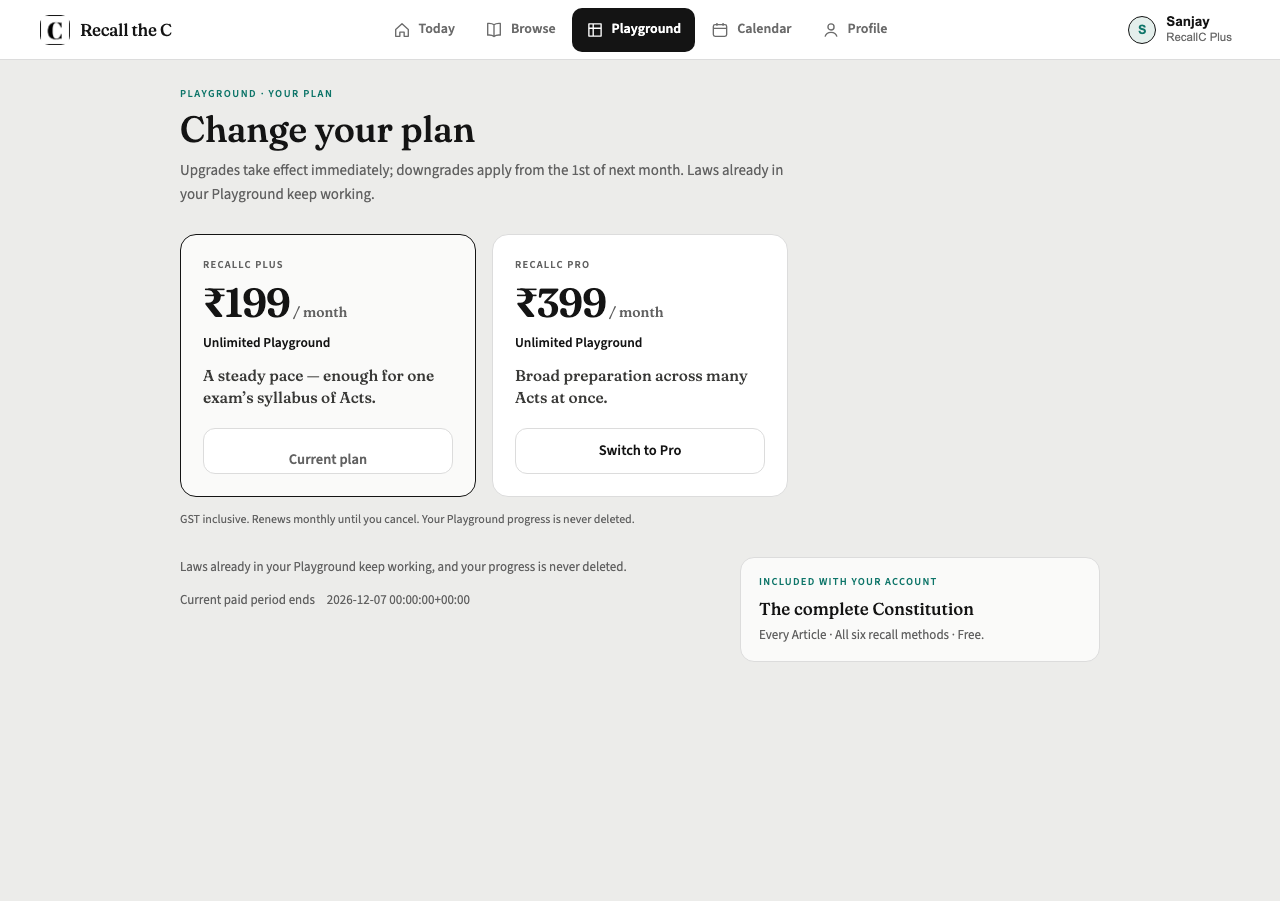 C Recall the C
Today Browse Playground Calendar Profile
S Sanjay
RecallC Plus
PLAYGROUND · YOUR PLAN
Change your plan
Upgrades take effect immediately; downgrades apply from the 1st of next month. Laws already in
your Playground keep working.
RECALLC PLUS
₹199 / month
Unlimited Playground
A steady pace — enough for one
exam’s syllabus of Acts.
Current plan
RECALLC PRO
₹399 / month
Unlimited Playground
Broad preparation across many
Acts at once.
Switch to Pro
GST inclusive. Renews monthly until you cancel. Your Playground progress is never deleted.
Laws already in your Playground keep working, and your progress is never deleted.
Current paid period ends 2026-12-07 00:00:00+00:00
INCLUDED WITH YOUR ACCOUNT
The complete Constitution
Every Article · All six recall methods · Free.